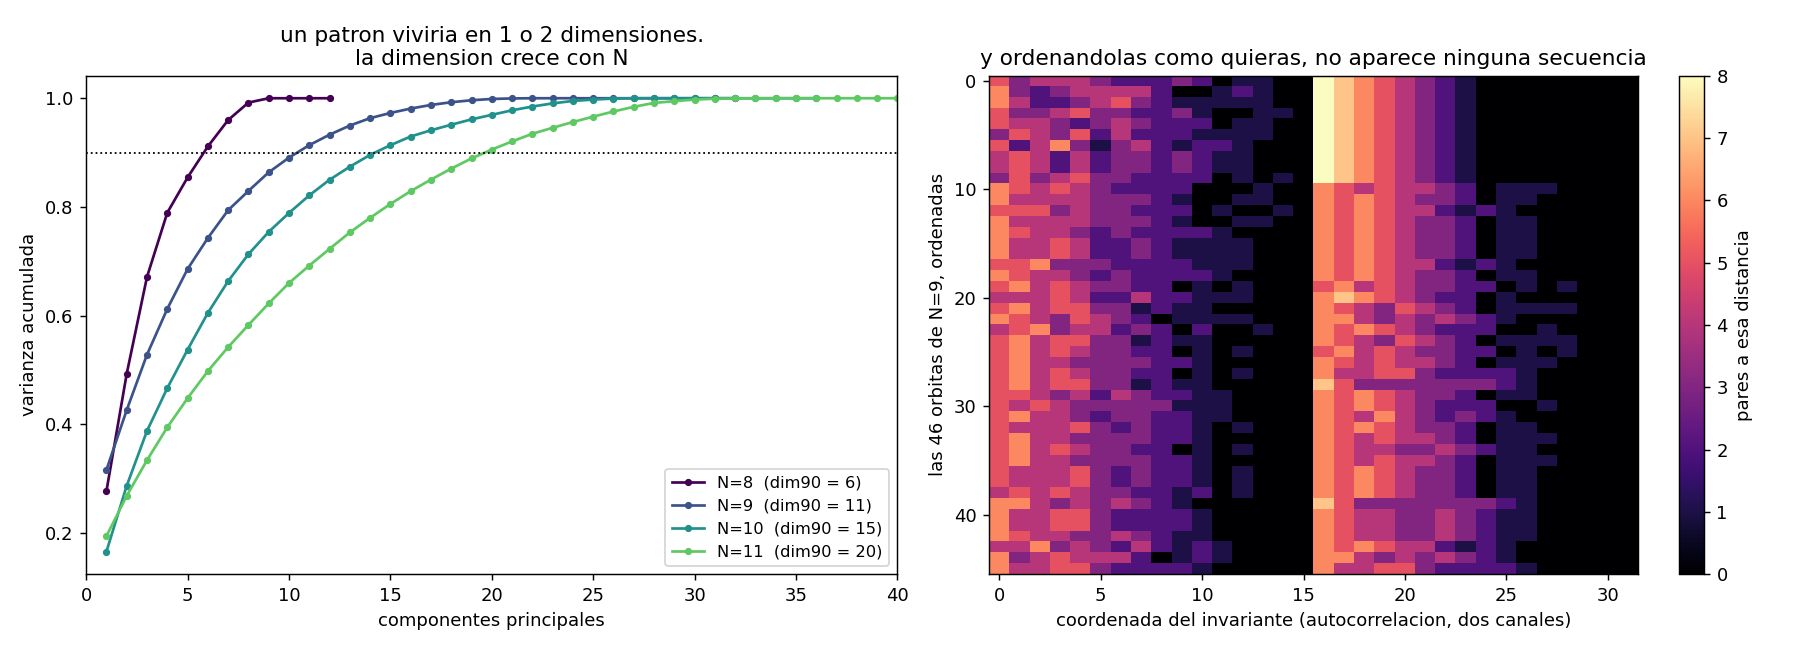 un patron viviria en 1 o 2 dimensiones.
la dimension crece con N
varianza acumulada
1.0
0.8
0.6
0.4
0.2
N=8  (dim90 = 6)
N=9  (dim90 = 11)
N=10  (dim90 = 15)
N=11  (dim90 = 20)
0 5 10 15 20 25 30 35 40
componentes principales
y ordenandolas como quieras, no aparece ninguna secuencia
las 46 orbitas de N=9, ordenadas
0
10
20
30
40
0 5 10 15 20 25 30
coordenada del invariante (autocorrelacion, dos canales)
8
7
6
5
4
3
2
1
0
pares a esa distancia